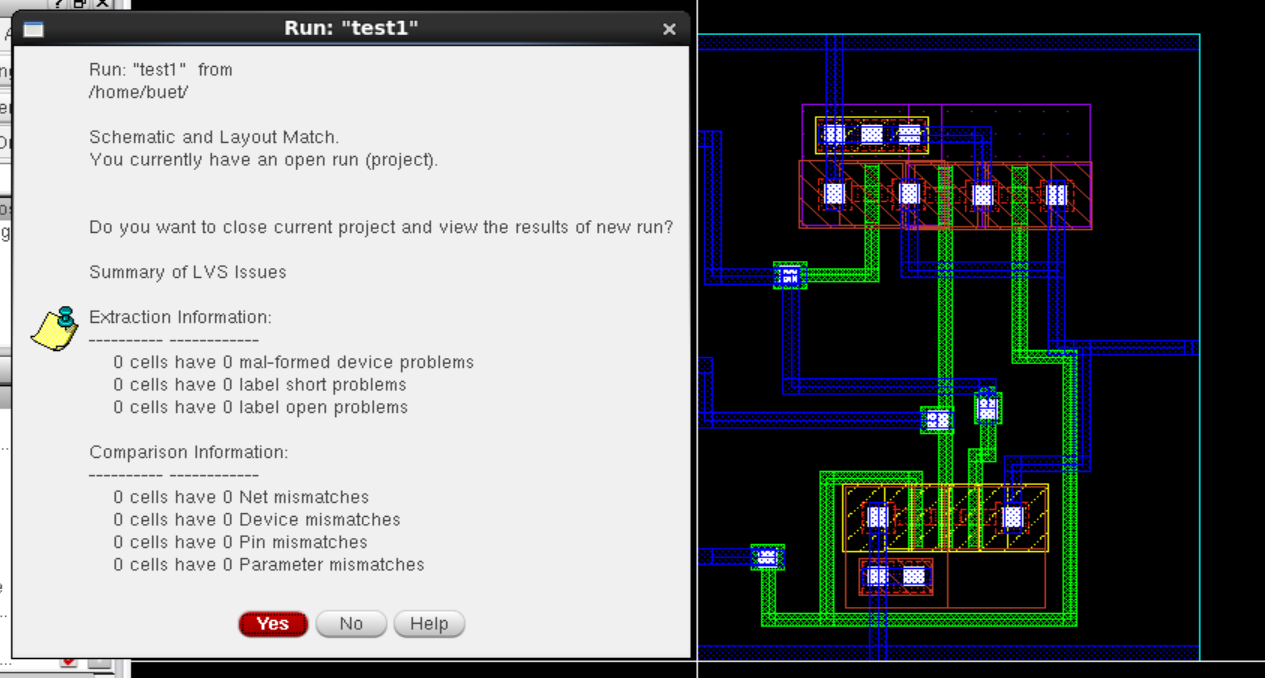 Run: "test1"
Run: "test1" from
/home/buet/
Schematic and Layout Match.
You currently have an open run (project).
Do you want to close current project and view the results of new run?
Summary of LVS Issues
Extraction Information:
---------- ------------
0 cells have 0 mal-formed device problems
0 cells have 0 label short problems
0 cells have 0 label open problems
Comparison Information:
---------- ------------
0 cells have 0 Net mismatches
0 cells have 0 Device mismatches
0 cells have 0 Pin mismatches
0 cells have 0 Parameter mismatches
Yes No Help